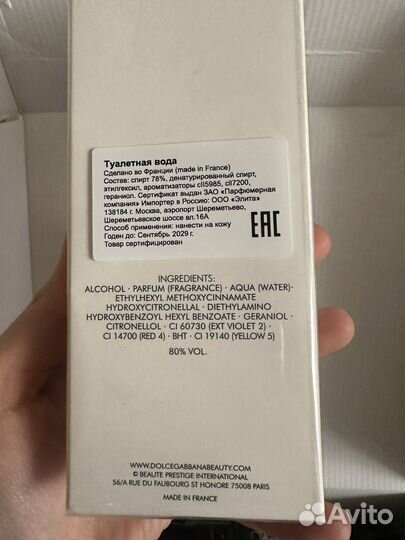 Туалетная вода
Сделано во Франции (made in France)
Состав: спирт 78%, денатурированный спирт,
этилгексил, ароматизаторы cll5985, cll7200,
гераниол. Сертификат выдан ЗАО «Парфюмерная
компания» Импортер в Россию: ООО «Элита»
138184 г. Москва, аэропорт Шереметьево,
Шереметьевское шоссе вл.16А
Способ применения: нанести на кожу
Годен до: Сентябрь 2029 г.
Товар сертифицирован
EAC
INGREDIENTS:
ALCOHOL · PARFUM (FRAGRANCE) · AQUA (WATER)·
ETHYLHEXYL METHOXYCINNAMATE
HYDROXYCITRONELLAL · DIETHYLAMINO
HYDROXYBENZOYL HEXYL BENZOATE · GERANIOL ·
CITRONELLOL · CI 60730 (EXT VIOLET 2) ·
CI 14700 (RED 4) · BHT · CI 19140 (YELLOW 5)
80% VOL.
WWW.DOLCEGABBANABEAUTY.COM
© BEAUTE PRESTIGE INTERNATIONAL
56/A RUE DU FAUBOURG ST HONORE 75008 PARIS
MADE IN FRANCE
Avito